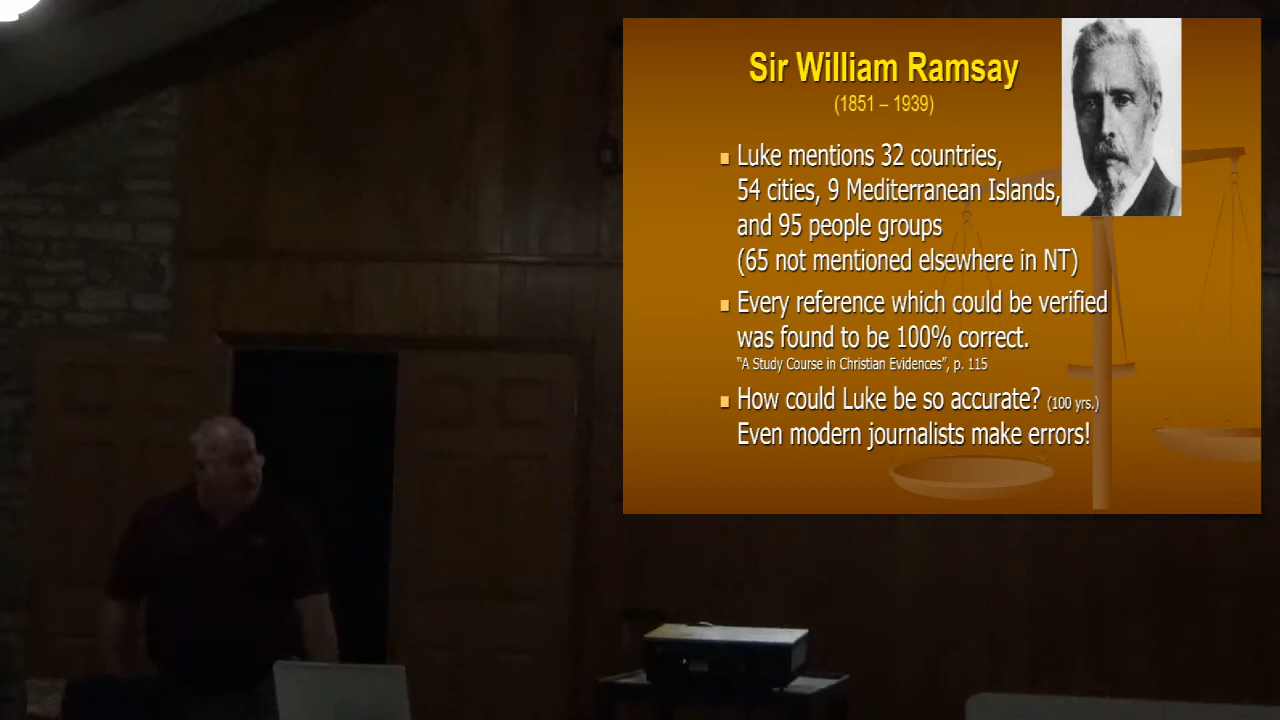 Sir William Ramsay
(1851 – 1939)
Luke mentions 32 countries,
54 cities, 9 Mediterranean Islands,
and 95 people groups
(65 not mentioned elsewhere in NT)
Every reference which could be verified
was found to be 100% correct.
"A Study Course in Christian Evidences", p. 115
How could Luke be so accurate? (100 yrs.)
Even modern journalists make errors!